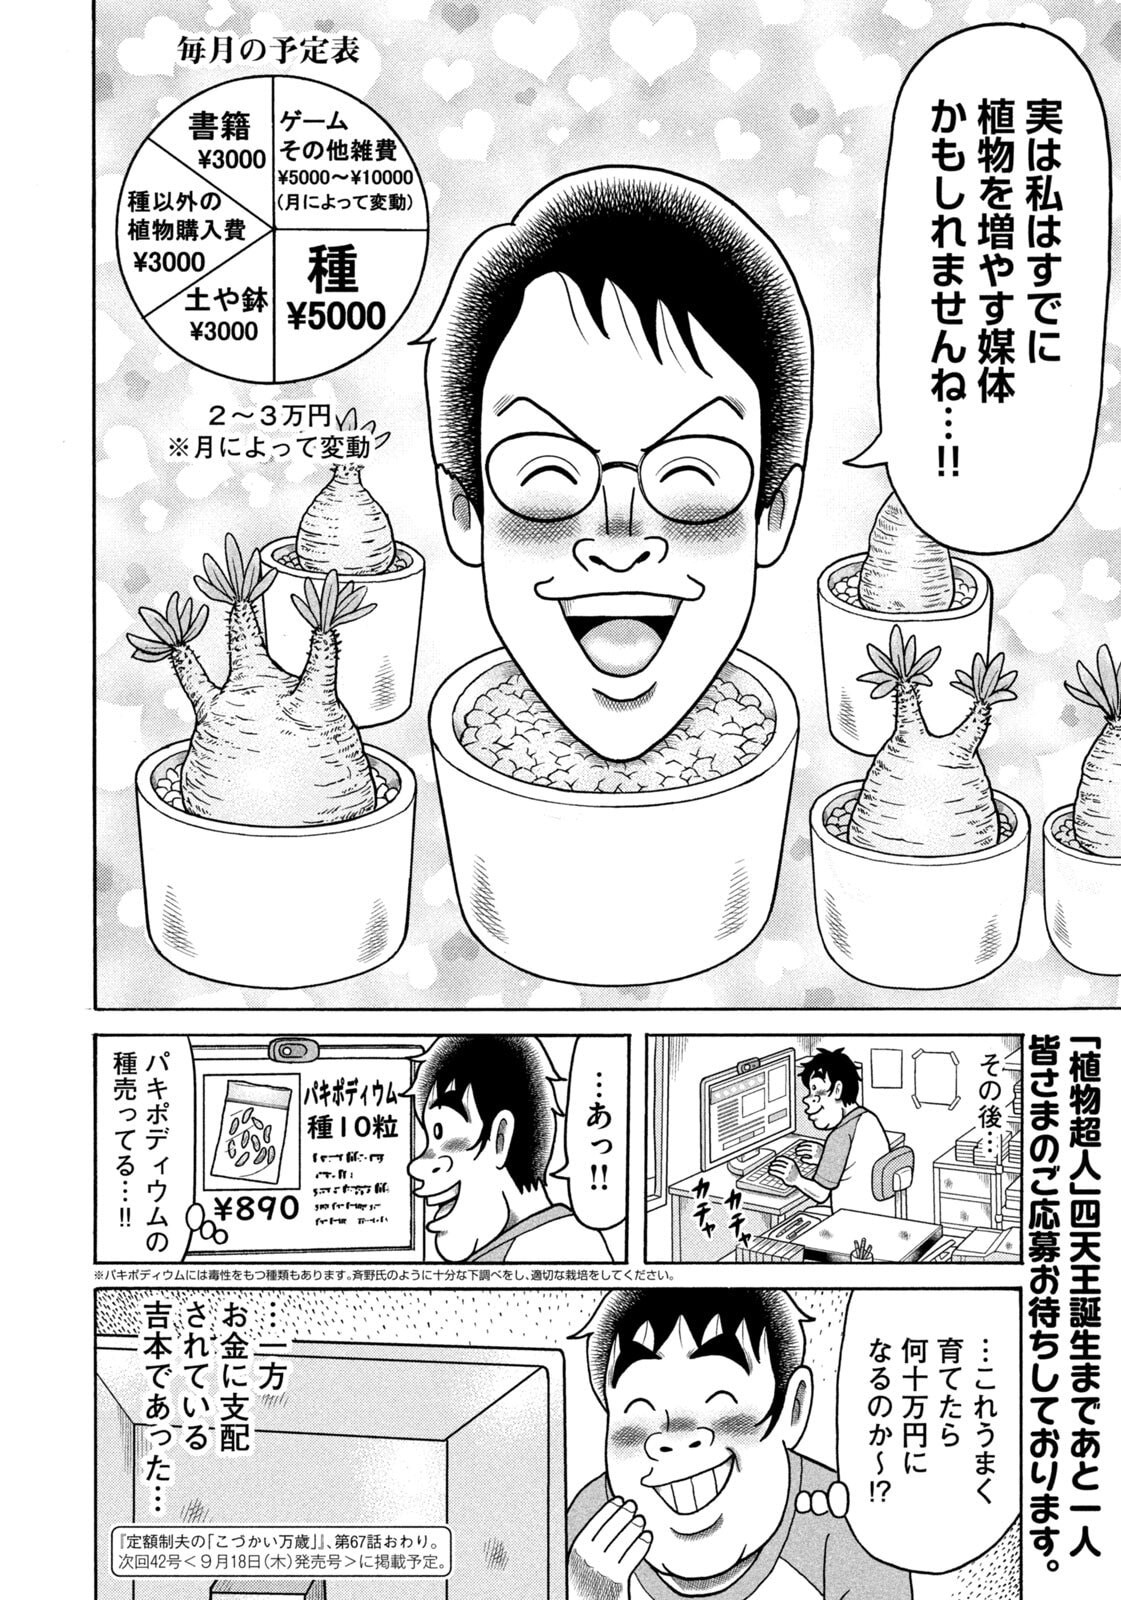 実は私はすでに
植物を増やす媒体
かもしれませんね…!!
毎月の予定表
ゲーム
その他雑費
¥5000～¥10000
(月によって変動)
種
¥5000
土や鉢
¥3000
種以外の
植物購入費
¥3000
書籍
¥3000
２～３万円
※月によって変動
その後…
カチャ
カチャ
…あっ!!
パキポディウム
種10粒
¥890
パキポディウムの
種売ってる…!!
※パキポディウムには毒性をもつ種類もあります。斉野氏のように十分な下調べをし、適切な栽培をしてください。
…これうまく
育てたら
何十万円に
なるのか～!?
…一方
お金に支配
されている
吉本であった…
「植物超人」四天王誕生まであと一人
皆さまのご応募お待ちしております。
『定額制夫の「こづかい万歳」』、第67話おわり。
次回42号＜９月18日(木)発売号＞に掲載予定。